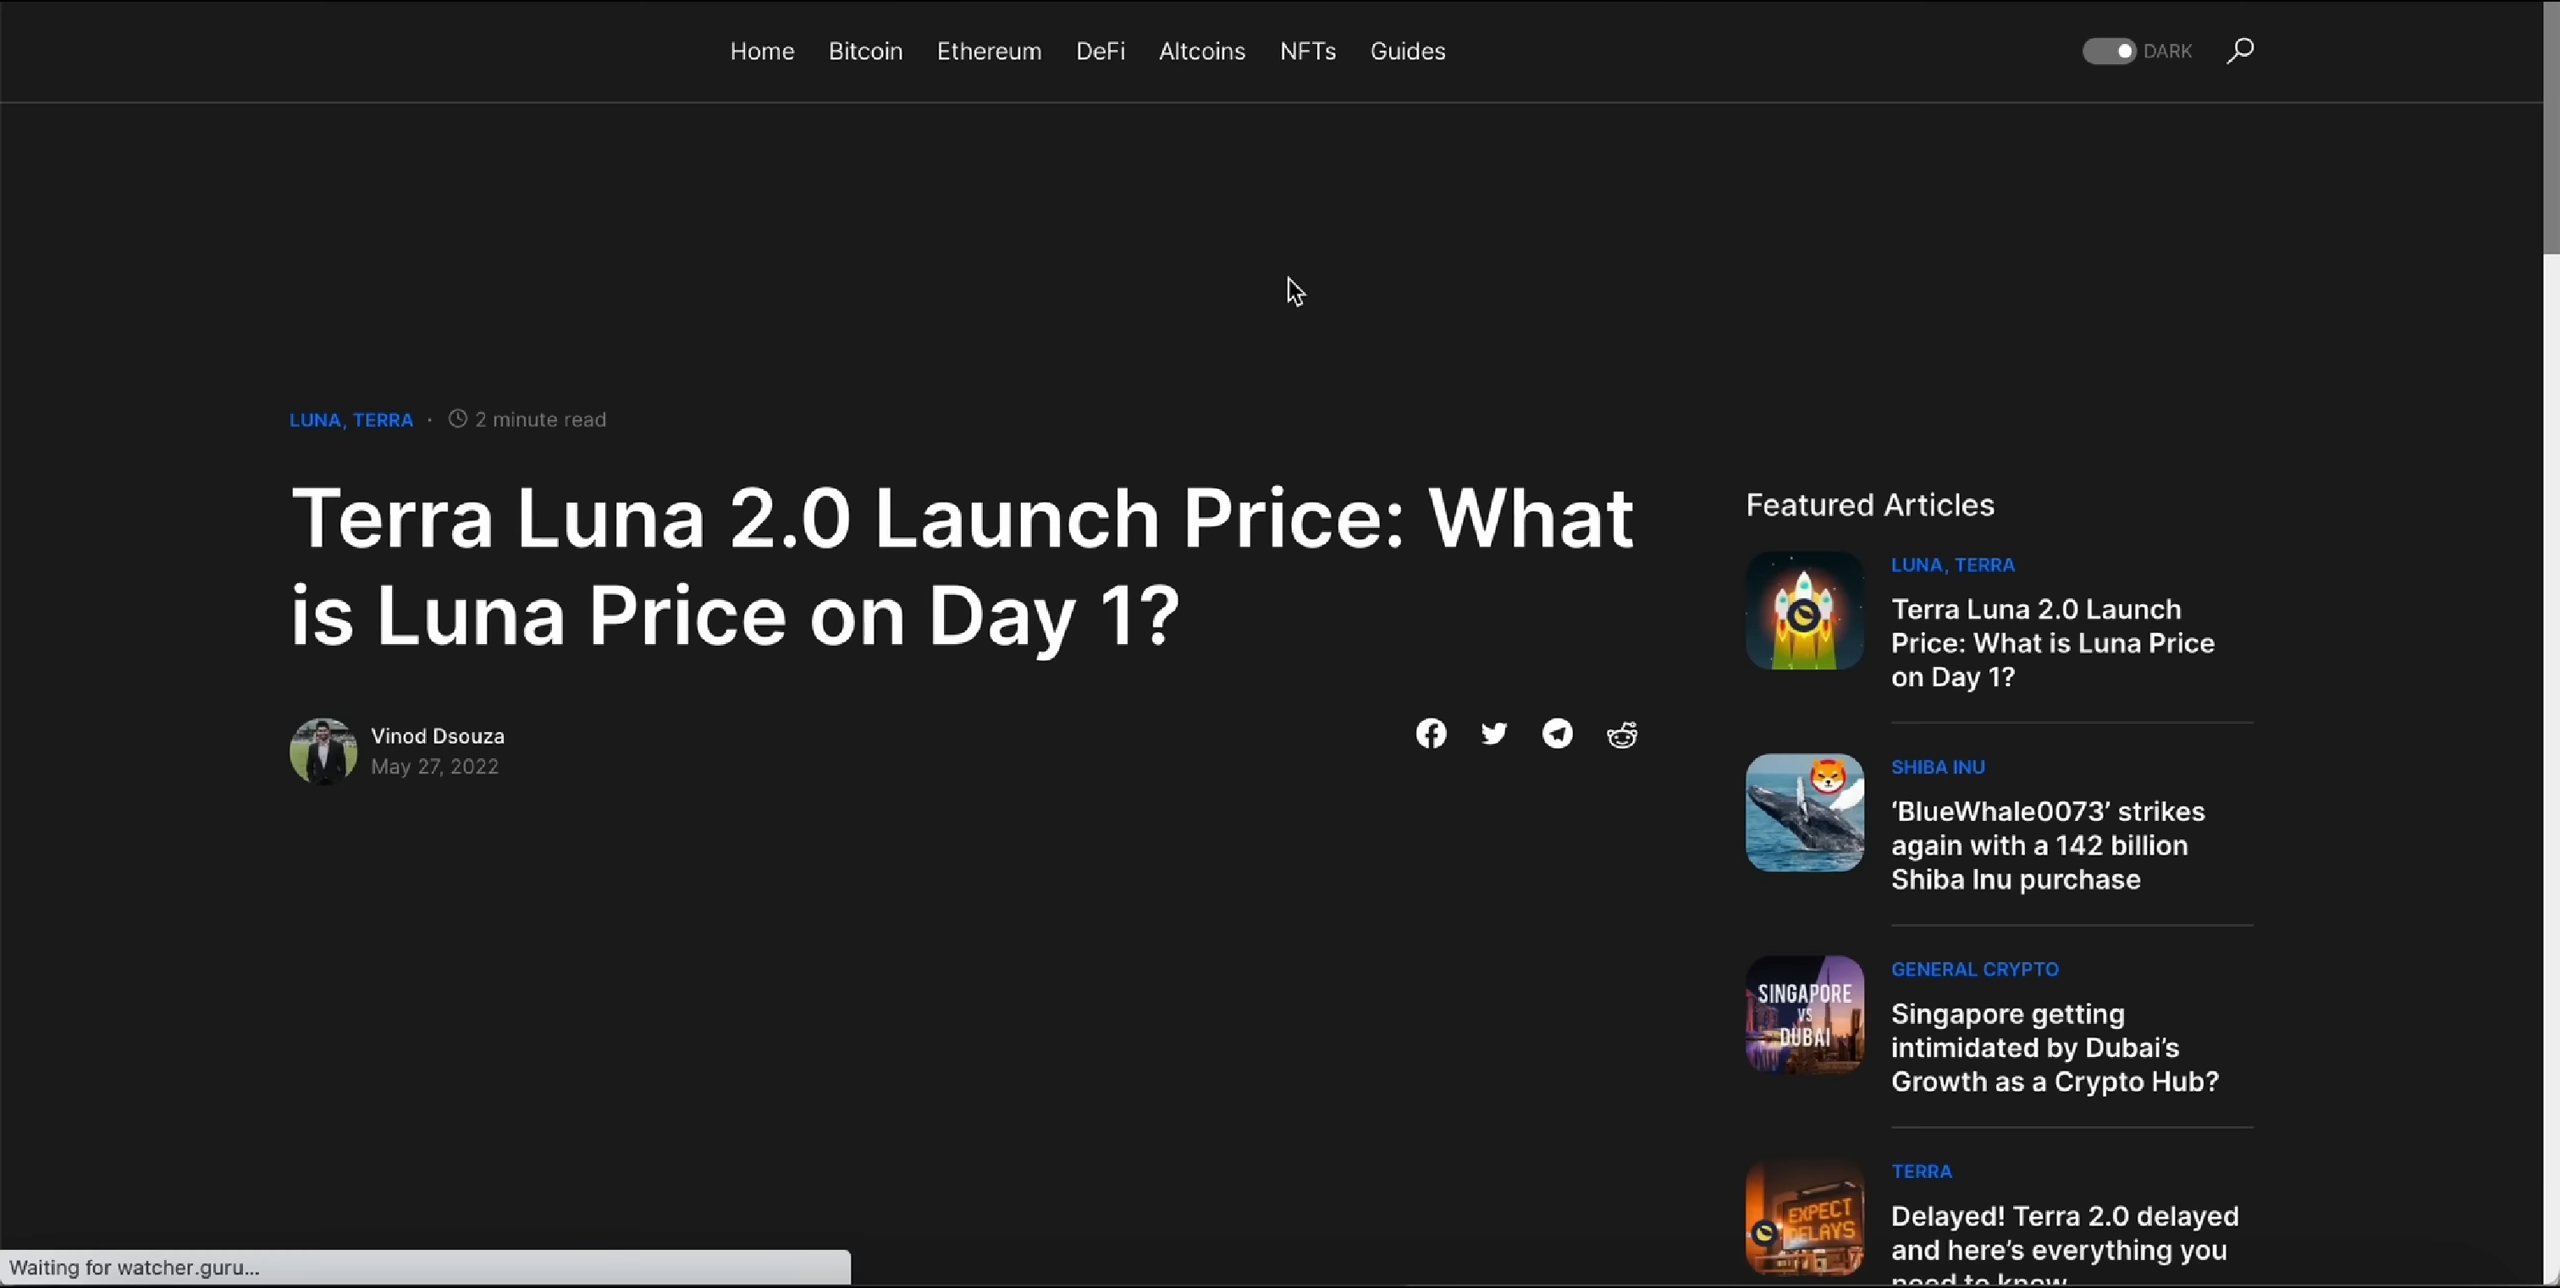 Home Bitcoin Ethereum DeFi Altcoins NFTs Guides DARK
LUNA, TERRA · 2 minute read
Terra Luna 2.0 Launch Price: What
is Luna Price on Day 1?
Vinod Dsouza
May 27, 2022
Featured Articles
LUNA, TERRA
Terra Luna 2.0 Launch
Price: What is Luna Price
on Day 1?
SHIBA INU
‘BlueWhale0073’ strikes
again with a 142 billion
Shiba Inu purchase
SINGAPORE
VS
DUBAI
GENERAL CRYPTO
Singapore getting
intimidated by Dubai’s
Growth as a Crypto Hub?
EXPECT
DELAYS
TERRA
Delayed! Terra 2.0 delayed
and here’s everything you
need to know
Waiting for watcher.guru...